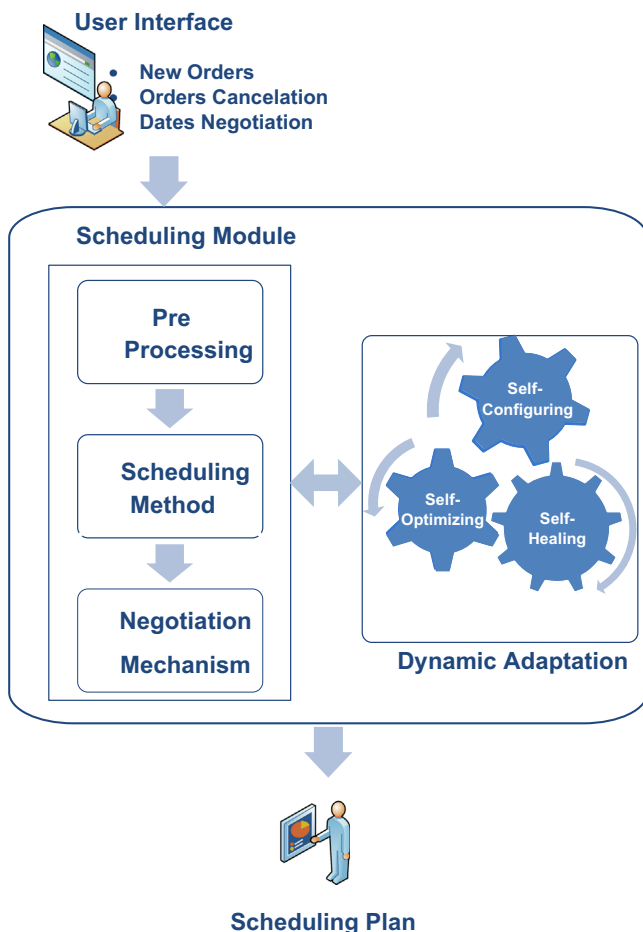 User Interface
• New Orders
• Orders Cancelation
Dates Negotiation
Scheduling Module
Pre
Processing
Scheduling
Method
Negotiation
Mechanism
Self-
Configuring
Self-
Optimizing
Self-
Healing
Dynamic Adaptation
Scheduling Plan